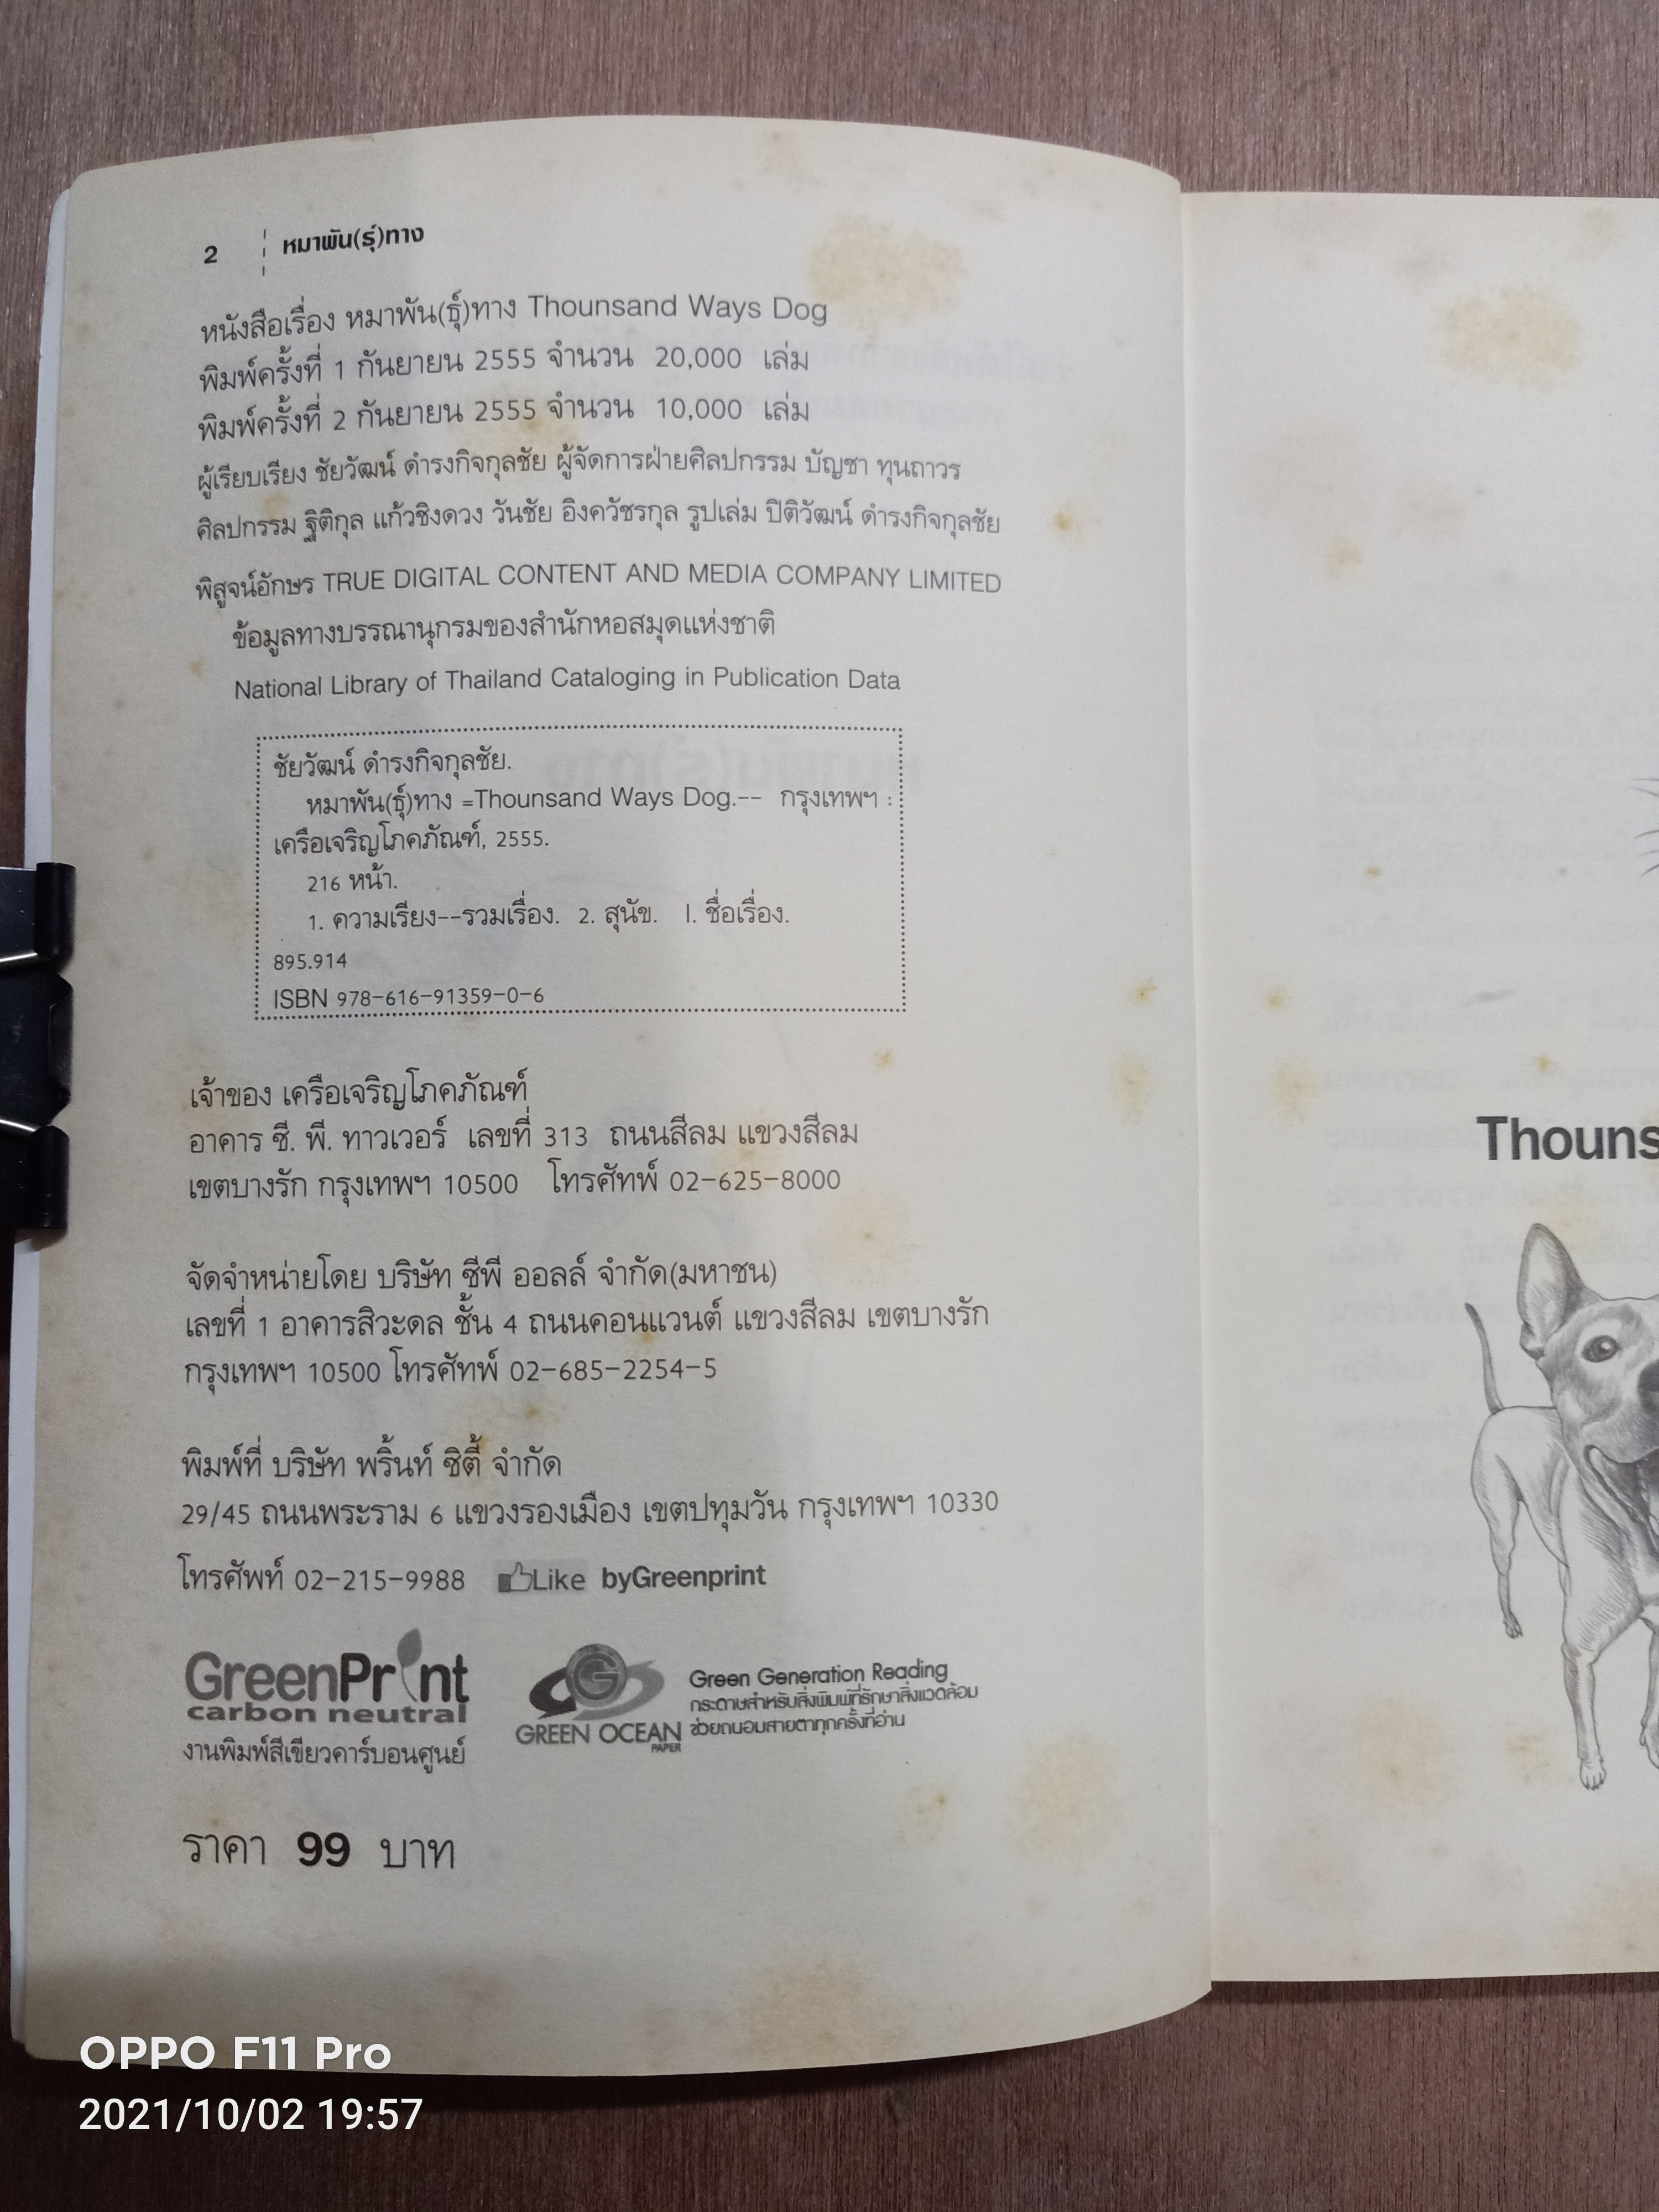 2 หมาพัน(ธุ์)ทาง
หนังสือเรื่อง หมาพัน(ธุ์)ทาง Thounsand Ways Dog
พิมพ์ครั้งที่ 1 กันยายน 2555 จำนวน 20,000 เล่ม
พิมพ์ครั้งที่ 2 กันยายน 2555 จำนวน 10,000 เล่ม
ผู้เรียบเรียง ชัยวัฒน์ ดำรงกิจกุลชัย ผู้จัดการฝ่ายศิลปกรรม บัญชา ทุนถาวร
ศิลปกรรม ฐิติกุล แก้วชิงดวง วันชัย อิงควัชรกุล รูปเล่ม ปิติวัฒน์ ดำรงกิจกุลชัย
พิสูจน์อักษร TRUE DIGITAL CONTENT AND MEDIA COMPANY LIMITED
ข้อมูลทางบรรณานุกรมของสำนักหอสมุดแห่งชาติ
National Library of Thailand Cataloging in Publication Data
ชัยวัฒน์ ดำรงกิจกุลชัย.
หมาพัน(ธุ์)ทาง =Thounsand Ways Dog.-- กรุงเทพฯ :
เครือเจริญโภคภัณฑ์, 2555.
216 หน้า.
1. ความเรียง--รวมเรื่อง. 2. สุนัข. I. ชื่อเรื่อง.
895.914
ISBN 978-616-91359-0-6
เจ้าของ เครือเจริญโภคภัณฑ์
อาคาร ซี. พี. ทาวเวอร์ เลขที่ 313 ถนนสีลม แขวงสีลม
เขตบางรัก กรุงเทพฯ 10500 โทรศัทพ์ 02-625-8000
จัดจำหน่ายโดย บริษัท ซีพี ออลล์ จำกัด(มหาชน)
เลขที่ 1 อาคารสิวะดล ชั้น 4 ถนนคอนแวนต์ แขวงสีลม เขตบางรัก
กรุงเทพฯ 10500 โทรศัทพ์ 02-685-2254-5
พิมพ์ที่ บริษัท พริ้นท์ ซิตี้ จำกัด
29/45 ถนนพระราม 6 แขวงรองเมือง เขตปทุมวัน กรุงเทพฯ 10330
โทรศัพท์ 02-215-9988 Like byGreenprint
GreenPrint
carbon neutral
งานพิมพ์สีเขียวคาร์บอนศูนย์
G
GREEN OCEAN
PAPER
Green Generation Reading
กระดาษสำหรับสิ่งพิมพ์ที่รักษาสิ่งแวดล้อม
ช่วยถนอมสายตาทุกครั้งที่อ่าน
ราคา 99 บาท
Thouns
OPPO F11 Pro
2021/10/02 19:57